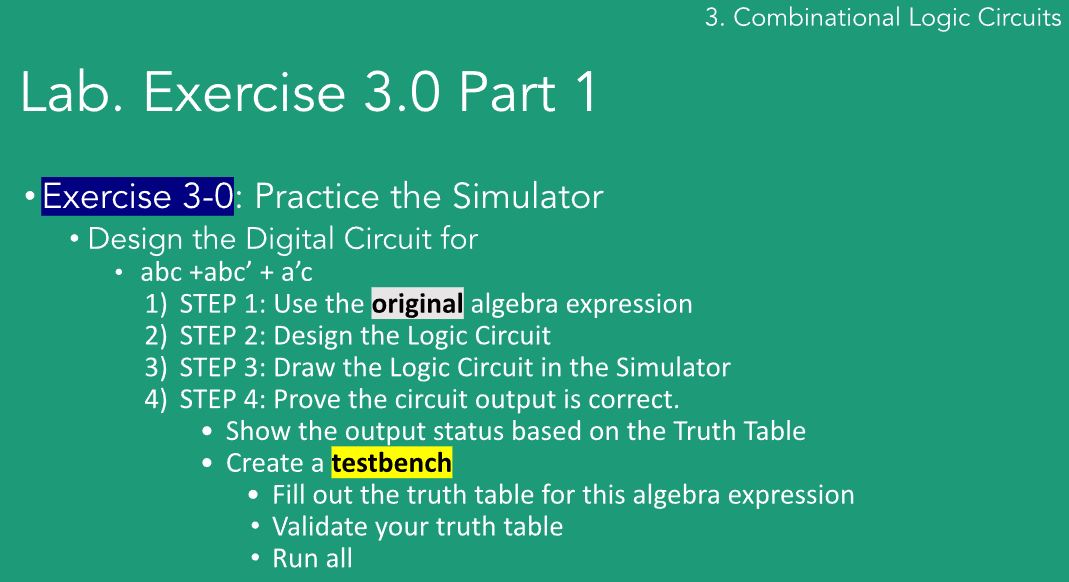 3. Combinational Logic Circuits
Lab. Exercise 3.0 Part 1
• Exercise 3-0: Practice the Simulator
• Design the Digital Circuit for
• abc +abc’ + a’c
1) STEP 1: Use the original algebra expression
2) STEP 2: Design the Logic Circuit
3) STEP 3: Draw the Logic Circuit in the Simulator
4) STEP 4: Prove the circuit output is correct.
• Show the output status based on the Truth Table
• Create a testbench
• Fill out the truth table for this algebra expression
• Validate your truth table
• Run all